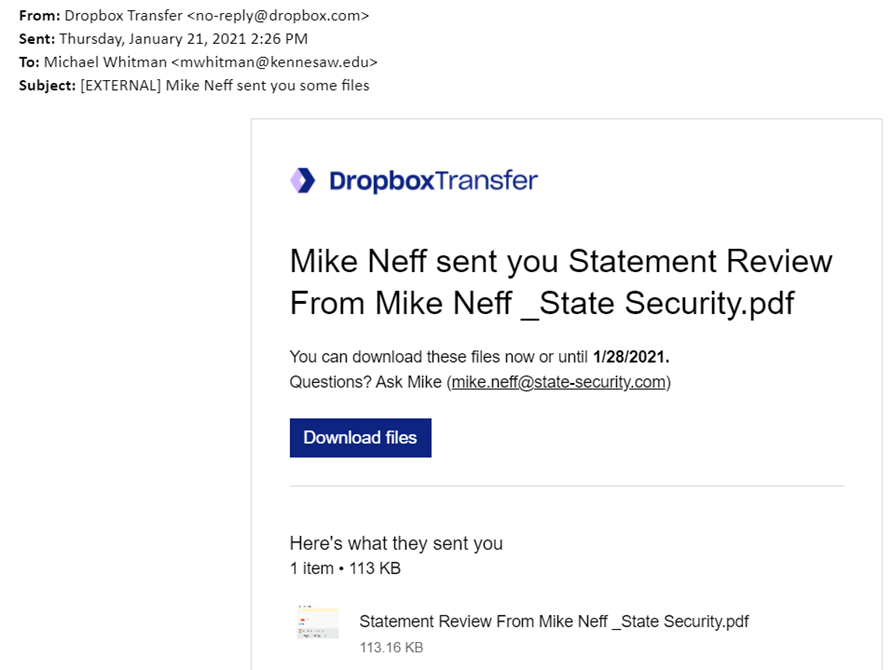 From: Dropbox Transfer <no-reply@dropbox.com>
Sent: Thursday, January 21, 2021 2:26 PM
To: Michael Whitman <mwhitman@kennesaw.edu>
Subject: [EXTERNAL] Mike Neff sent you some files
DropboxTransfer
Mike Neff sent you Statement Review
From Mike Neff _State Security.pdf
You can download these files now or until 1/28/2021.
Questions? Ask Mike (mike.neff@state-security.com)
Download files
Here's what they sent you
1 item • 113 KB
Statement Review From Mike Neff _State Security.pdf
113.16 KB